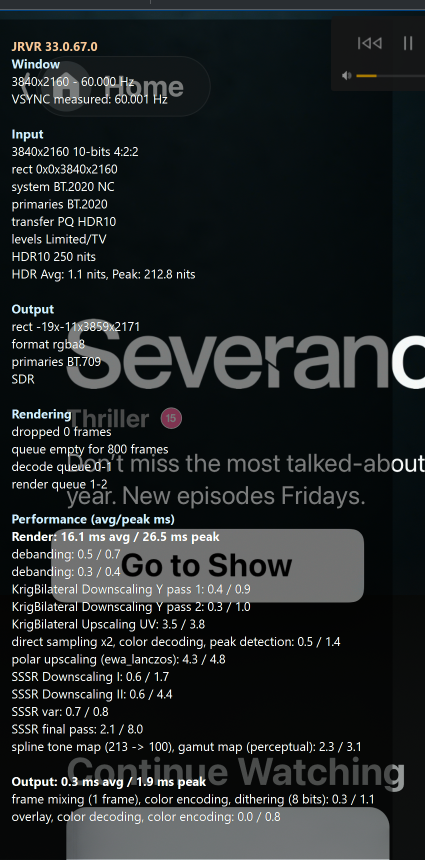 JRVR 33.0.67.0
Window
3840x2160 - 60.000 Hz
Home
VSYNC measured: 60.001 Hz
Input
3840x2160 10-bits 4:2:2
rect 0x0x3840x2160
system BT.2020 NC
primaries BT.2020
transfer PQ HDR10
levels Limited/TV
HDR10 250 nits
HDR Avg: 1.1 nits, Peak: 212.8 nits
Output
rect -19x-11x3859x2171
format rgba8
primaries BT.709
SDR
Severanc
Rendering
Thriller 15
dropped 0 frames
queue empty for 800 frames
decode queue 0-1
Don't miss the most talked-about
render queue 1-2
year. New episodes Fridays.
Performance (avg/peak ms)
Render: 16.1 ms avg / 26.5 ms peak
debanding: 0.5 / 0.7
Go to Show
debanding: 0.3 / 0.4
KrigBilateral Downscaling Y pass 1: 0.4 / 0.9
KrigBilateral Downscaling Y pass 2: 0.3 / 1.0
KrigBilateral Upscaling UV: 3.5 / 3.8
direct sampling x2, color decoding, peak detection: 0.5 / 1.4
polar upscaling (ewa_lanczos): 4.3 / 4.8
SSSR Downscaling I: 0.6 / 1.7
SSSR Downscaling II: 0.6 / 4.4
SSSR var: 0.7 / 0.8
SSSR final pass: 2.1 / 8.0
spline tone map (213 -> 100), gamut map (perceptual): 2.3 / 3.1
Continue Watching
Output: 0.3 ms avg / 1.9 ms peak
frame mixing (1 frame), color encoding, dithering (8 bits): 0.3 / 1.1
overlay, color decoding, color encoding: 0.0 / 0.8